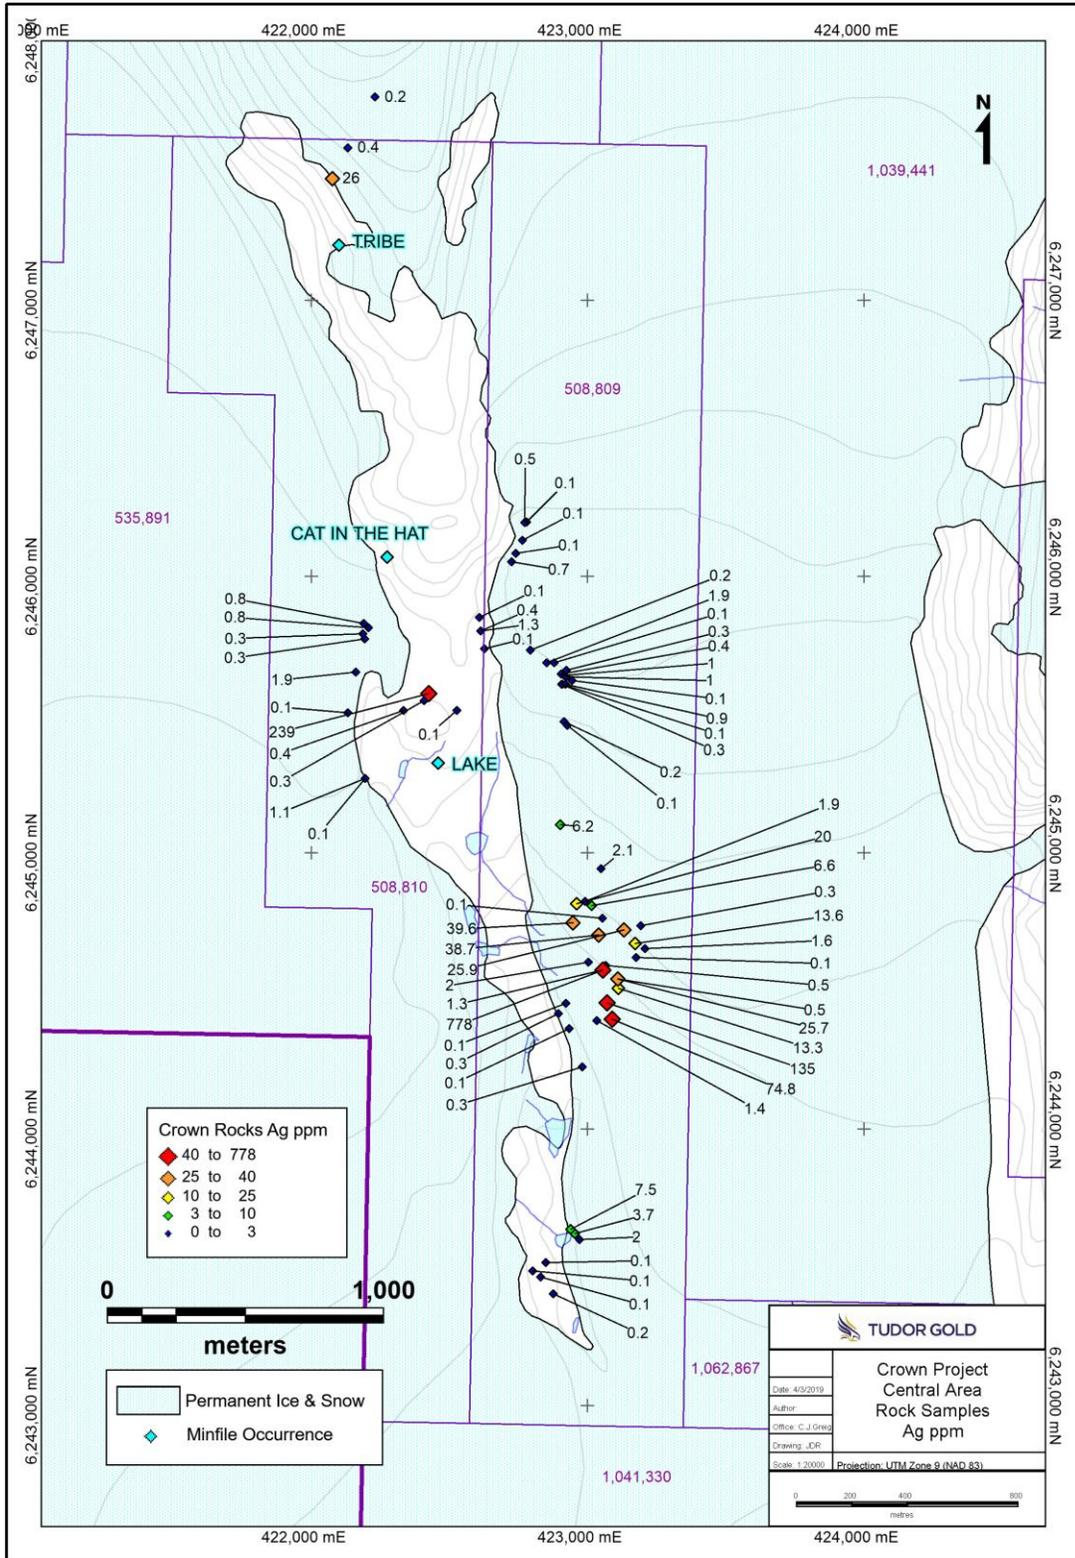 000 mE
422,000 mE
423,000 mE
424,000 mE
6,248,000
0.2
0.4
26
N
1,039,441
TRIBE
6,247,000 mN
6,247,000 mN
508,809
0.5
0.1
0.1
535,891
CAT IN THE HAT
0.1
0.7
6,246,000 mN
6,246,000 mN
0.2
0.8
0.1
1.9
0.8
0.4
0.1
0.3
1.3
0.3
0.3
0.1
0.4
1
1.9
1
0.1
0.1
239
0.1
0.9
0.4
0.1
0.3
0.3
LAKE
0.2
1.1
0.1
0.1
6.2
1.9
6,245,000 mN
6,245,000 mN
20
2.1
6.6
508,810
0.1
0.3
39.6
13.6
38.7
1.6
25.9
0.1
2
0.5
1.3
0.5
778
25.7
0.1
13.3
0.3
135
0.1
74.8
0.3
1.4
6,244,000 mN
6,244,000 mN
Crown Rocks Ag ppm
40 to 778
25 to 40
10 to 25
3 to 10
0 to 3
7.5
3.7
2
0.1
0.1
0.1
0.2
0
1,000
meters
Permanent Ice & Snow
Minfile Occurrence
1,062,867
1,041,330
6,243,000 mN
6,243,000 mN
TUDOR GOLD
Crown Project
Central Area
Rock Samples
Ag ppm
Date: 4/3/2019
Author:
Office: C.J.Greig
Drawing: JDR
Scale: 1:20000
Projection: UTM Zone 9 (NAD 83)
0 200 400 800
metres
422,000 mE
423,000 mE
424,000 mE